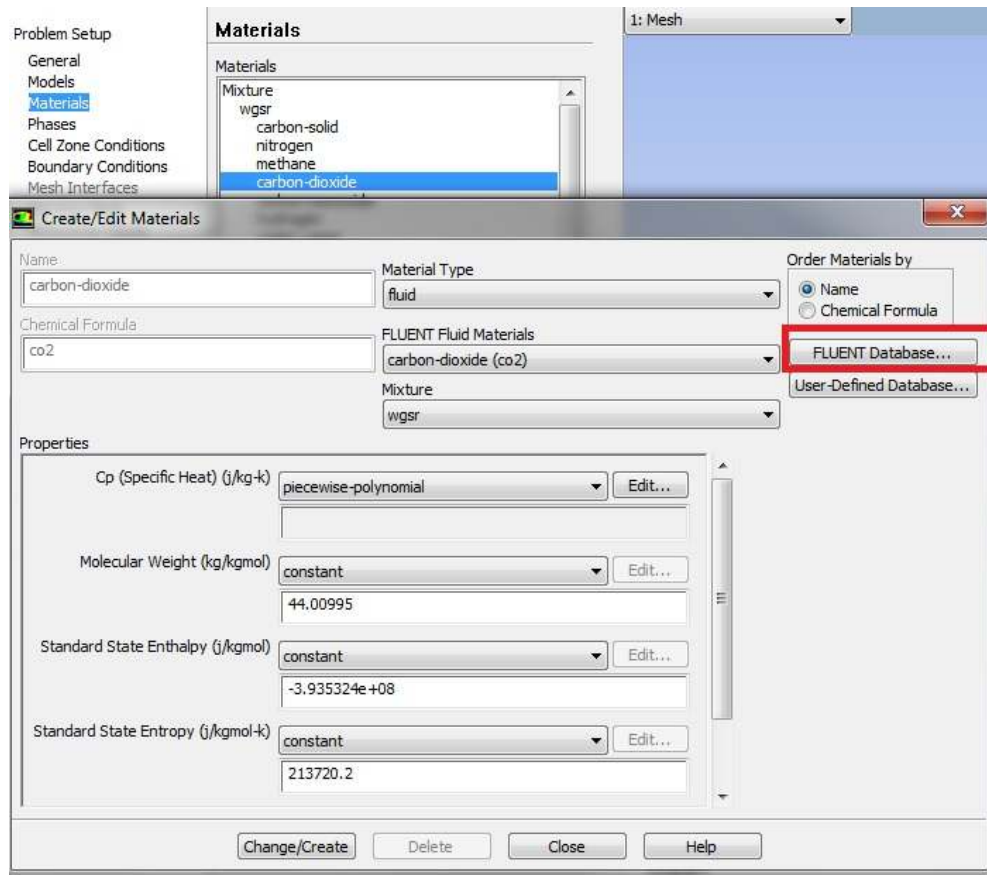 Problem Setup
General
Models
Materials
Phases
Cell Zone Conditions
Boundary Conditions
Mesh Interfaces
Materials
Materials
Mixture
wgsr
carbon-solid
nitrogen
methane
carbon-dioxide
1: Mesh
Create/Edit Materials
Name
carbon-dioxide
Chemical Formula
co2
Material Type
fluid
FLUENT Fluid Materials
carbon-dioxide (co2)
Mixture
wgsr
Order Materials by
Name
Chemical Formula
FLUENT Database...
User-Defined Database...
Properties
Cp (Specific Heat) (j/kg-k)
piecewise-polynomial
Edit...
Molecular Weight (kg/kgmol)
constant
Edit...
44.00995
Standard State Enthalpy (j/kgmol)
constant
Edit...
-3.935324e+08
Standard State Entropy (j/kgmol-k)
constant
Edit...
213720.2
Change/Create
Delete
Close
Help